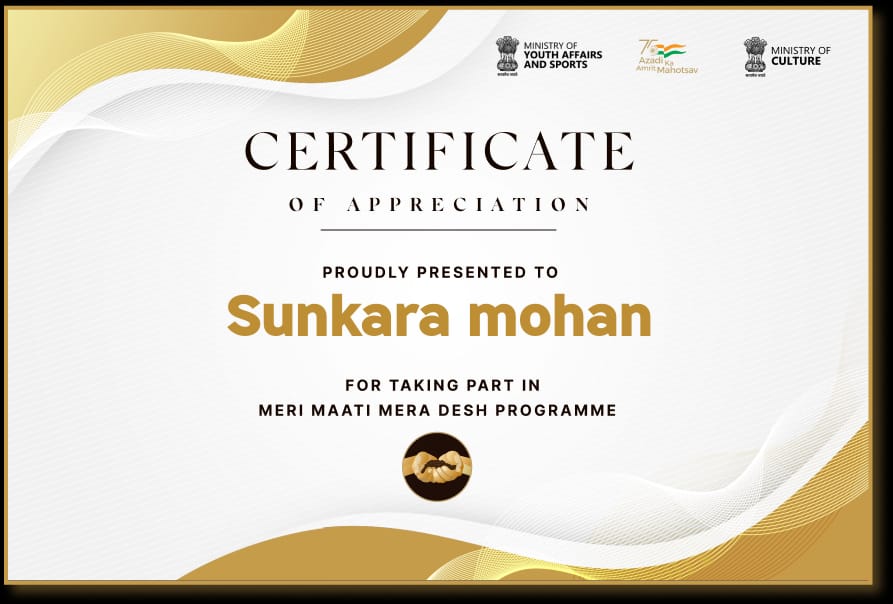 MINISTRY OF
YOUTH AFFAIRS
AND SPORTS
75
Azadi Ka
Amrit Mahotsav
MINISTRY OF
CULTURE
CERTIFICATE
OF APPRECIATION
PROUDLY PRESENTED TO
Sunkara mohan
FOR TAKING PART IN
MERI MAATI MERA DESH PROGRAMME